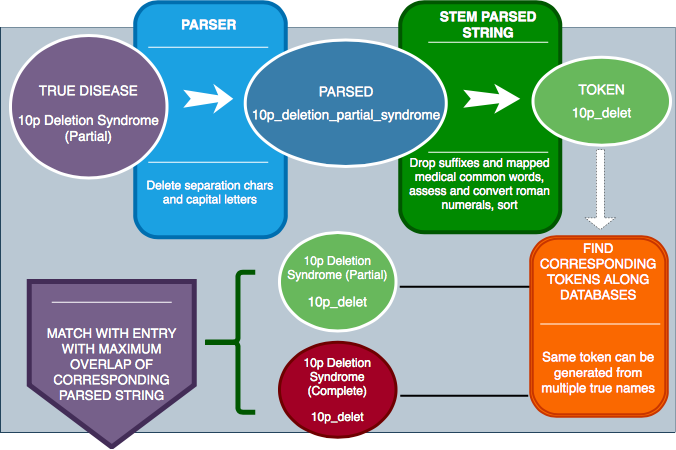 PARSER
STEM PARSED
STRING
TRUE DISEASE
10p Deletion Syndrome
(Partial)
PARSED
10p_deletion_partial_syndrome
TOKEN
10p_delet
Delete separation chars
and capital letters
Drop suffixes and mapped
medical common words,
assess and convert roman
numerals, sort
FIND
CORRESPONDING
TOKENS ALONG
DATABASES
Same token can be
generated from
multiple true names
10p Deletion
Syndrome (Partial)
10p_delet
10p Deletion
Syndrome
(Complete)
10p_delet
MATCH WITH ENTRY
WITH MAXIMUM
OVERLAP OF
CORRESPONDING
PARSED STRING